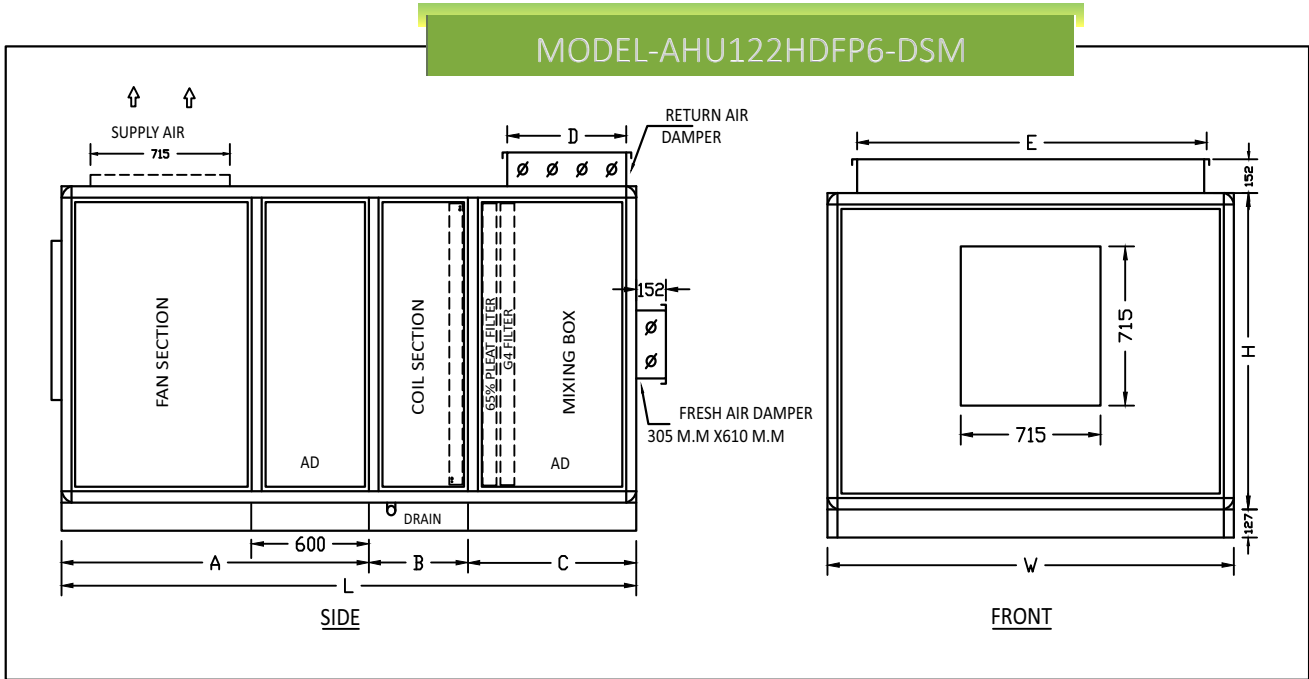 MODEL-AHU122HDFP6-DSM
SUPPLY AIR
715
D
RETURN AIR
DAMPER
FAN SECTION
AD
COIL SECTION
65% PLEAT FILTER
G4 FILTER
MIXING BOX
AD
152
FRESH AIR DAMPER
305 M.M X610 M.M
DRAIN
600
A
B
C
L
SIDE
E
152
715
715
H
127
W
FRONT